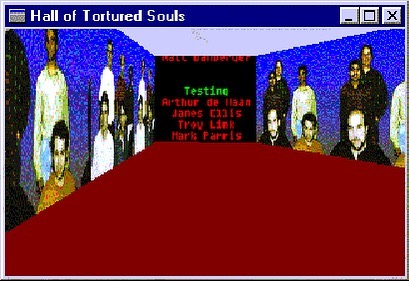 Hall of Tortured Souls
Testing
Arthur de Haan
James Ellis
Troy Link
Mark Parris